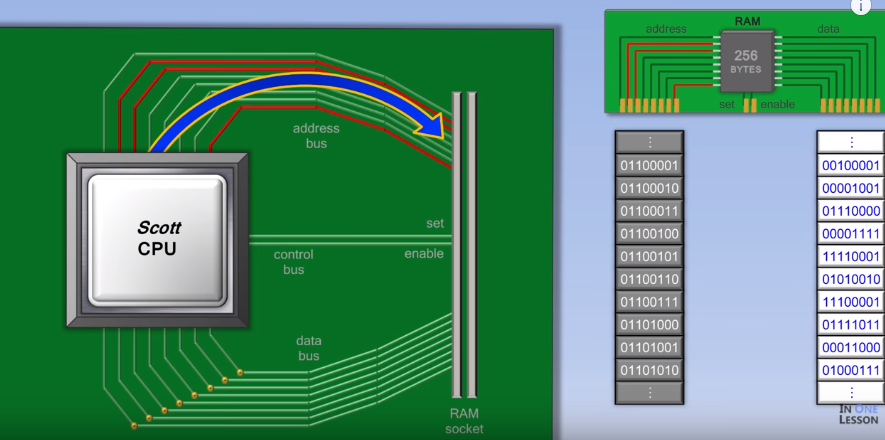 Scott
CPU
address
bus
set
control
bus
enable
data
bus
RAM
socket
i
RAM
address
data
256
BYTES
set
enable
⋮
01100001
01100010
01100011
01100100
01100101
01100110
01100111
01101000
01101001
01101010
⋮
⋮
00100001
00001001
01110000
00001111
11110001
01010010
11100001
01111011
00011000
01000111
⋮
IN ONE
LESSON